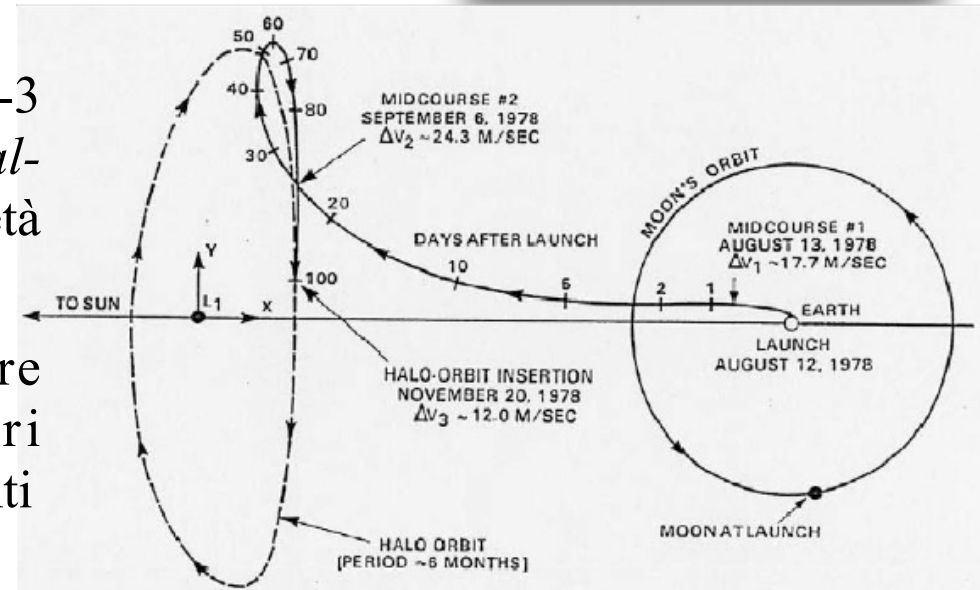 -3
al-
età
re
ri
ti
50
60
70
40
80
30
20
100
MIDCOURSE #2
SEPTEMBER 6, 1978
ΔV2 ~24.3 M/SEC
DAYS AFTER LAUNCH
10
5
2
1
MOON'S ORBIT
MIDCOURSE #1
AUGUST 13, 1978
ΔV1 ~17.7 M/SEC
Y
L1
X
TO SUN
EARTH
LAUNCH
AUGUST 12, 1978
HALO-ORBIT INSERTION
NOVEMBER 20, 1978
ΔV3 ~12.0 M/SEC
MOON AT LAUNCH
HALO ORBIT
[PERIOD ~6 MONTHS]